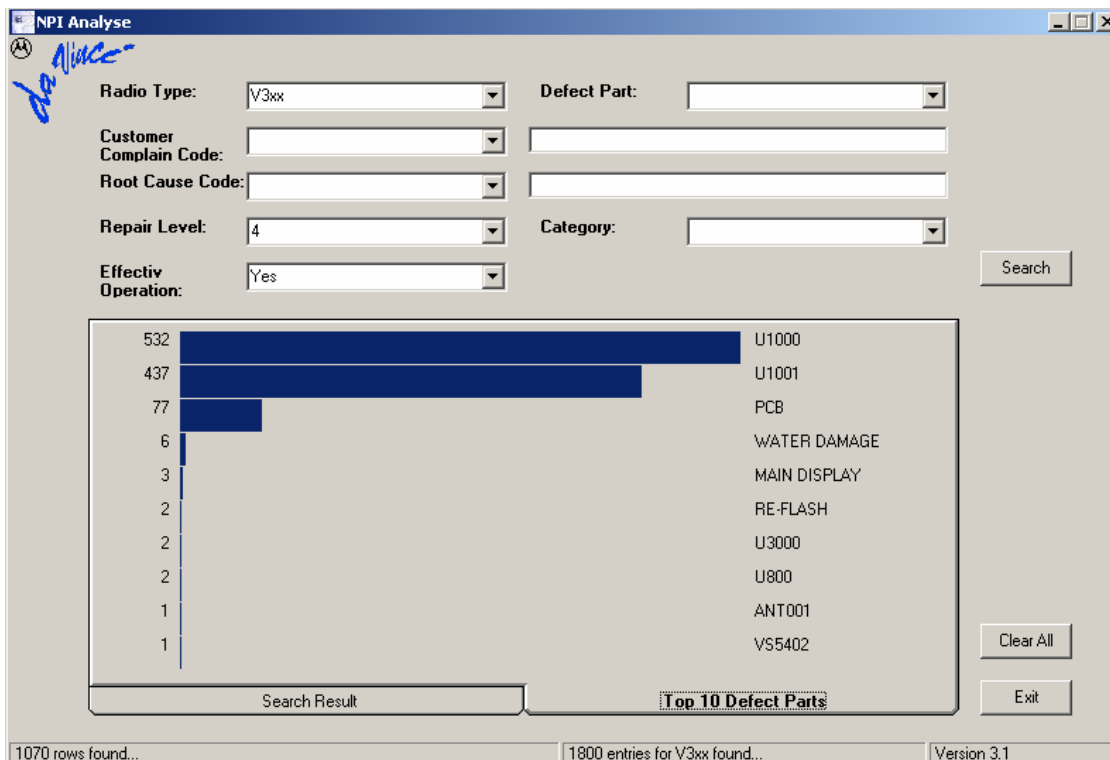 NPI Analyse
da Vince
Radio Type: V3xx Defect Part:
Customer
Complain Code:
Root Cause Code:
Repair Level: 4 Category:
Search
Effectiv
Operation: Yes
532 U1000
437 U1001
77 PCB
6 WATER DAMAGE
3 MAIN DISPLAY
2 RE-FLASH
2 U3000
2 U800
1 ANT001
1 VS5402
Clear All
Search Result Top 10 Defect Parts
Exit
1070 rows found... 1800 entries for V3xx found... Version 3.1